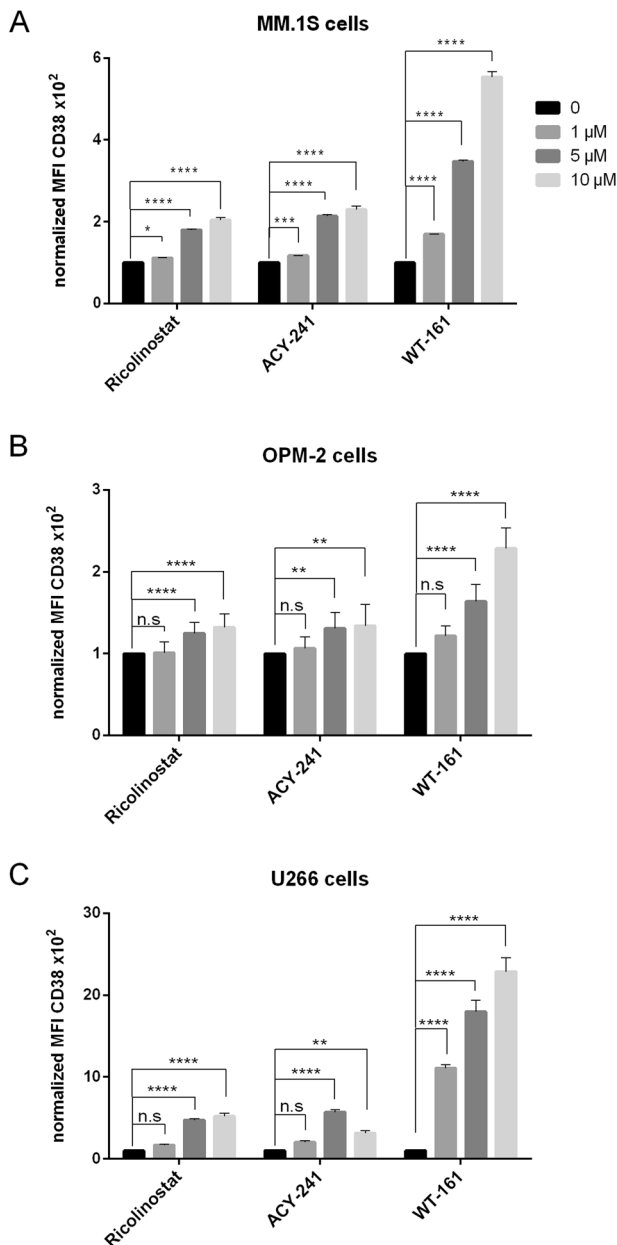 A
MM.1S cells
normalized MFI CD38 x10²
6
4
2
0
*
****
****
***
****
****
****
****
****
Ricolinostat
ACY-241
WT-161
0
1 µM
5 µM
10 µM
B
OPM-2 cells
normalized MFI CD38 x10²
3
2
1
0
n.s
****
****
n.s
**
**
n.s
****
****
Ricolinostat
ACY-241
WT-161
C
U266 cells
normalized MFI CD38 x10²
30
20
10
0
n.s
****
****
n.s
****
**
****
****
****
Ricolinostat
ACY-241
WT-161